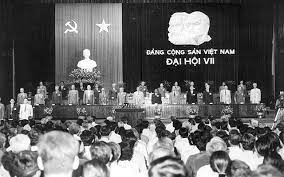 ĐẢNG CỘNG SẢN VIỆT NAM
ĐẠI HỘI VII